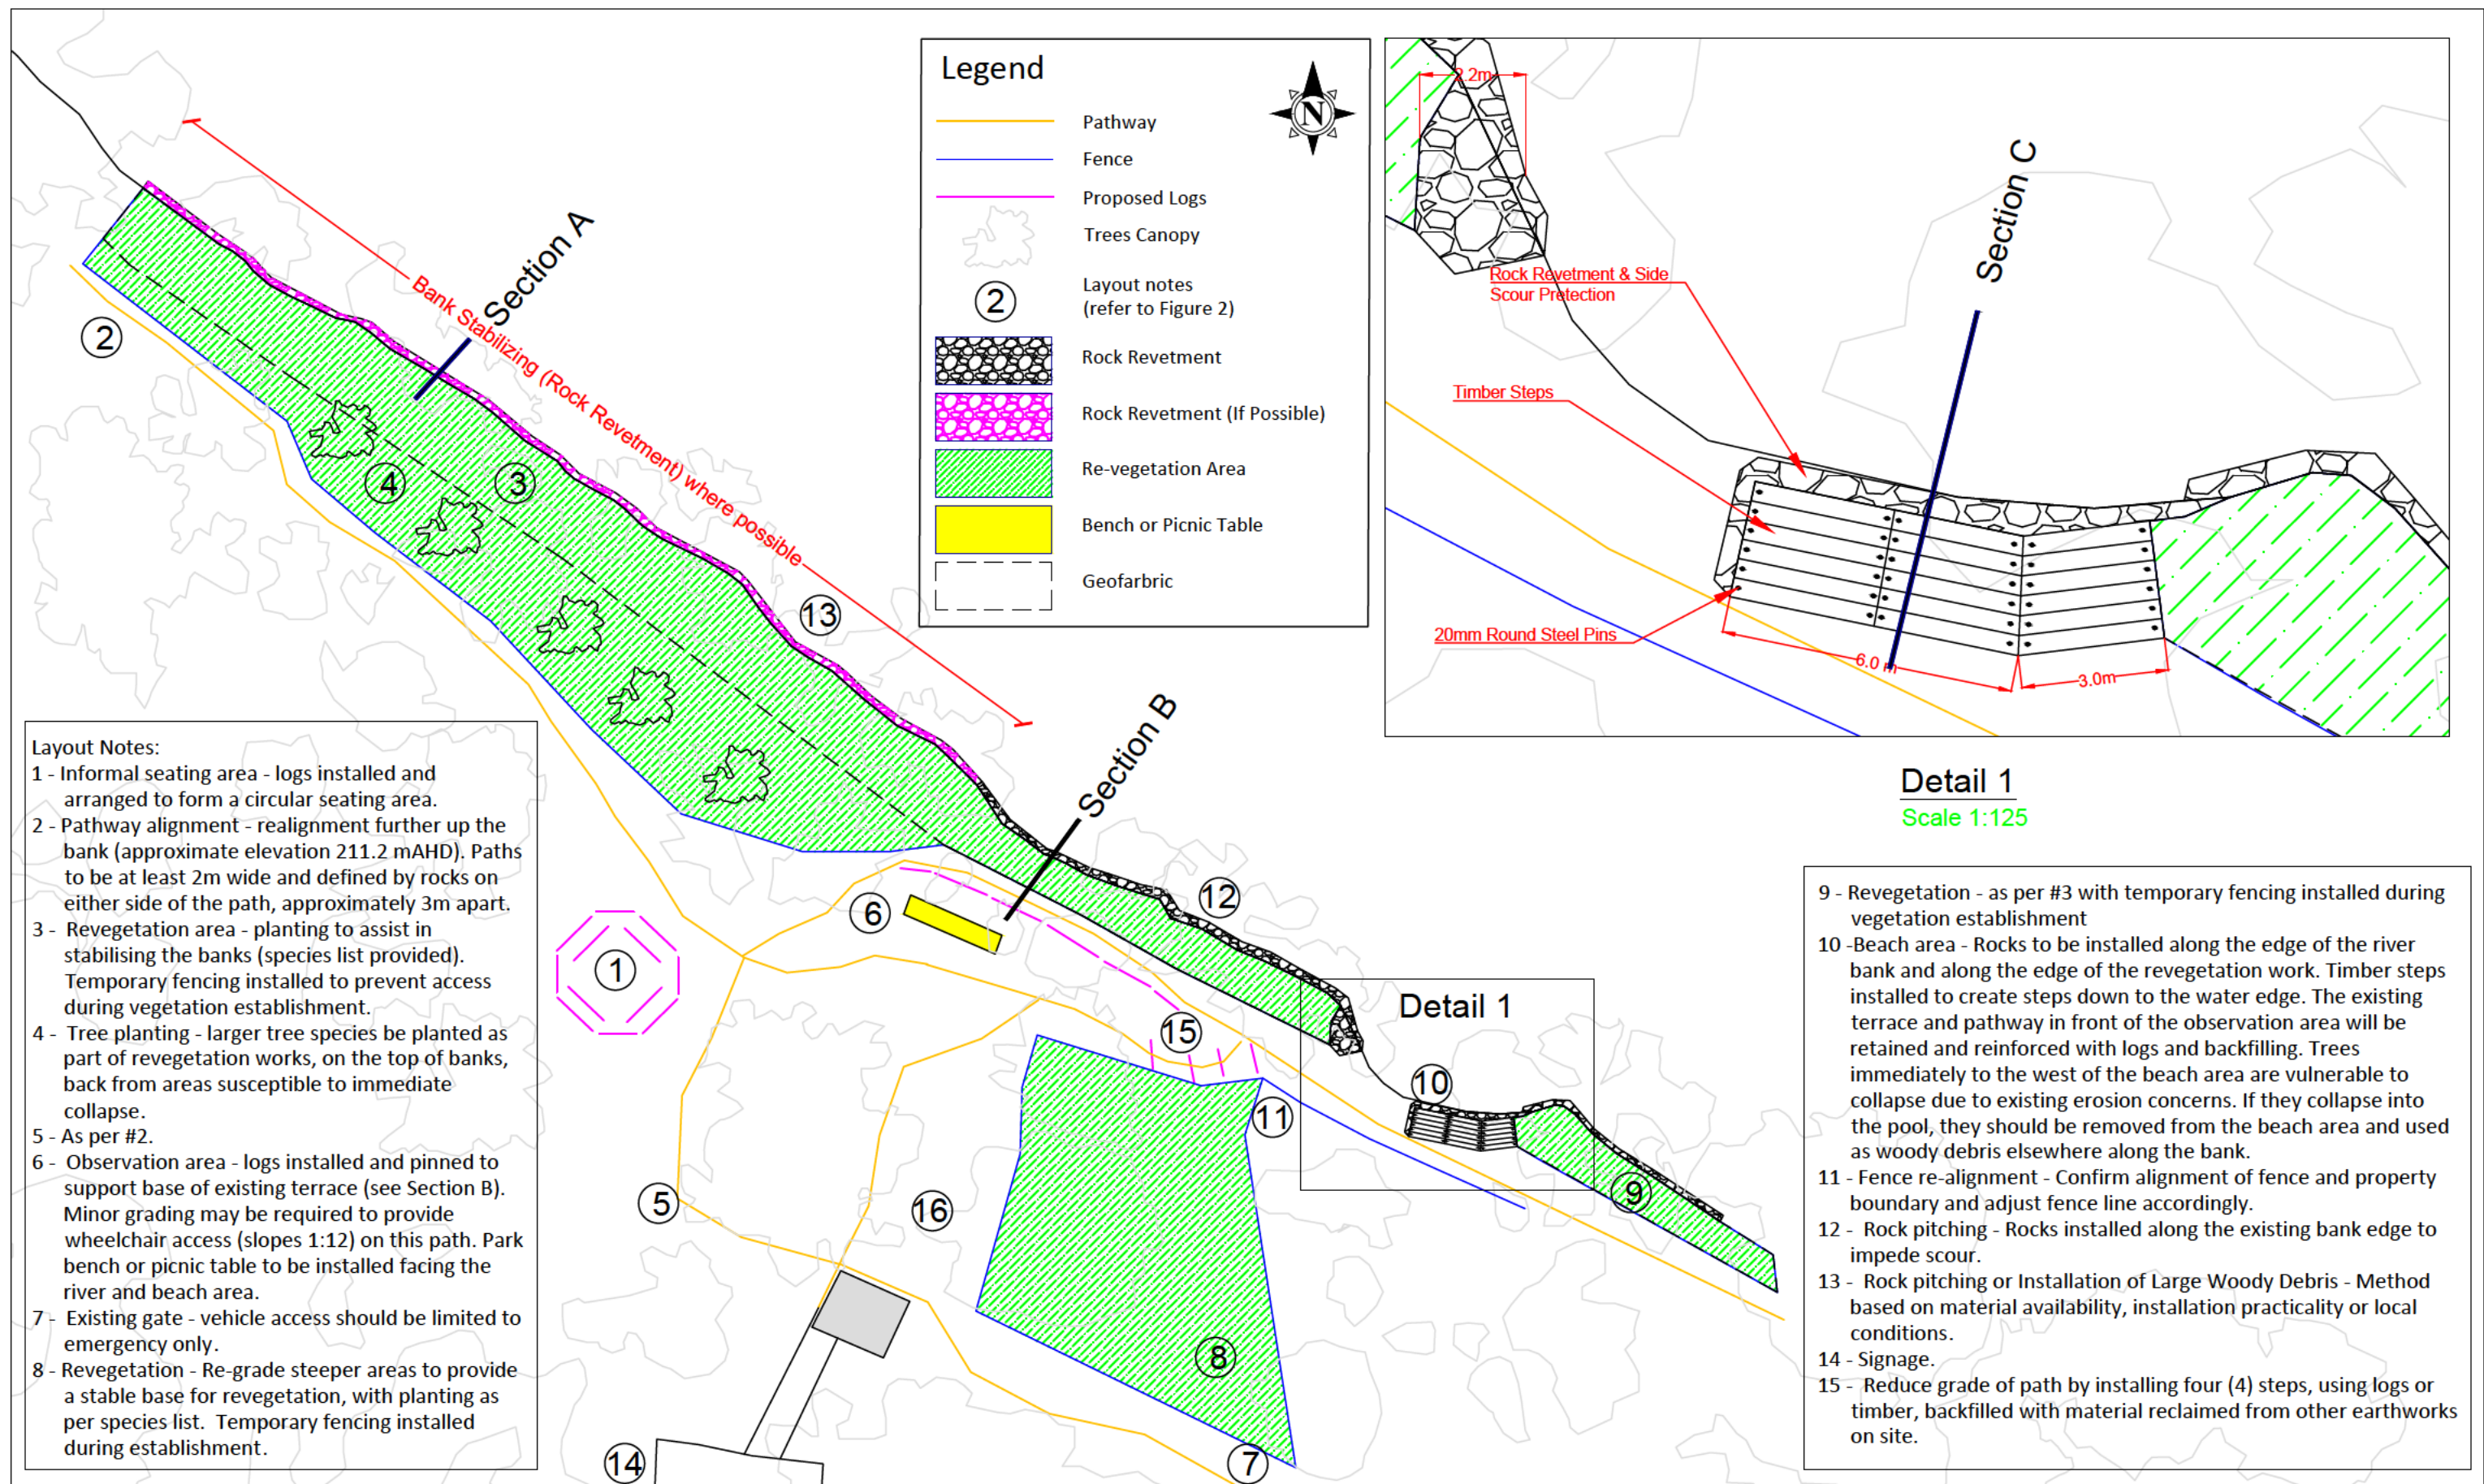 Legend
N
Pathway
Fence
Proposed Logs
Trees Canopy
2
Layout notes
(refer to Figure 2)
Rock Revetment
Rock Revetment (If Possible)
Re-vegetation Area
Bench or Picnic Table
Geofarbric
2.2m
Section C
Rock Revetment & Side
Scour Pretection
Timber Steps
20mm Round Steel Pins
6.0 m
3.0m
Detail 1
Scale 1:125
Section A
Bank Stabilizing (Rock Revetment) where possible
2
4
3
13
Section B
12
6
1
15
Detail 1
10
11
5
16
9
8
14
7
Layout Notes:
1 - Informal seating area - logs installed and
arranged to form a circular seating area.
2 - Pathway alignment - realignment further up the
bank (approximate elevation 211.2 mAHD). Paths
to be at least 2m wide and defined by rocks on
either side of the path, approximately 3m apart.
3 - Revegetation area - planting to assist in
stabilising the banks (species list provided).
Temporary fencing installed to prevent access
during vegetation establishment.
4 - Tree planting - larger tree species be planted as
part of revegetation works, on the top of banks,
back from areas susceptible to immediate
collapse.
5 - As per #2.
6 - Observation area - logs installed and pinned to
support base of existing terrace (see Section B).
Minor grading may be required to provide
wheelchair access (slopes 1:12) on this path. Park
bench or picnic table to be installed facing the
river and beach area.
7 - Existing gate - vehicle access should be limited to
emergency only.
8 - Revegetation - Re-grade steeper areas to provide
a stable base for revegetation, with planting as
per species list. Temporary fencing installed
during establishment.
9 - Revegetation - as per #3 with temporary fencing installed during
vegetation establishment
10 -Beach area - Rocks to be installed along the edge of the river
bank and along the edge of the revegetation work. Timber steps
installed to create steps down to the water edge. The existing
terrace and pathway in front of the observation area will be
retained and reinforced with logs and backfilling. Trees
immediately to the west of the beach area are vulnerable to
collapse due to existing erosion concerns. If they collapse into
the pool, they should be removed from the beach area and used
as woody debris elsewhere along the bank.
11 - Fence re-alignment - Confirm alignment of fence and property
boundary and adjust fence line accordingly.
12 - Rock pitching - Rocks installed along the existing bank edge to
impede scour.
13 - Rock pitching or Installation of Large Woody Debris - Method
based on material availability, installation practicality or local
conditions.
14 - Signage.
15 - Reduce grade of path by installing four (4) steps, using logs or
timber, backfilled with material reclaimed from other earthworks
on site.